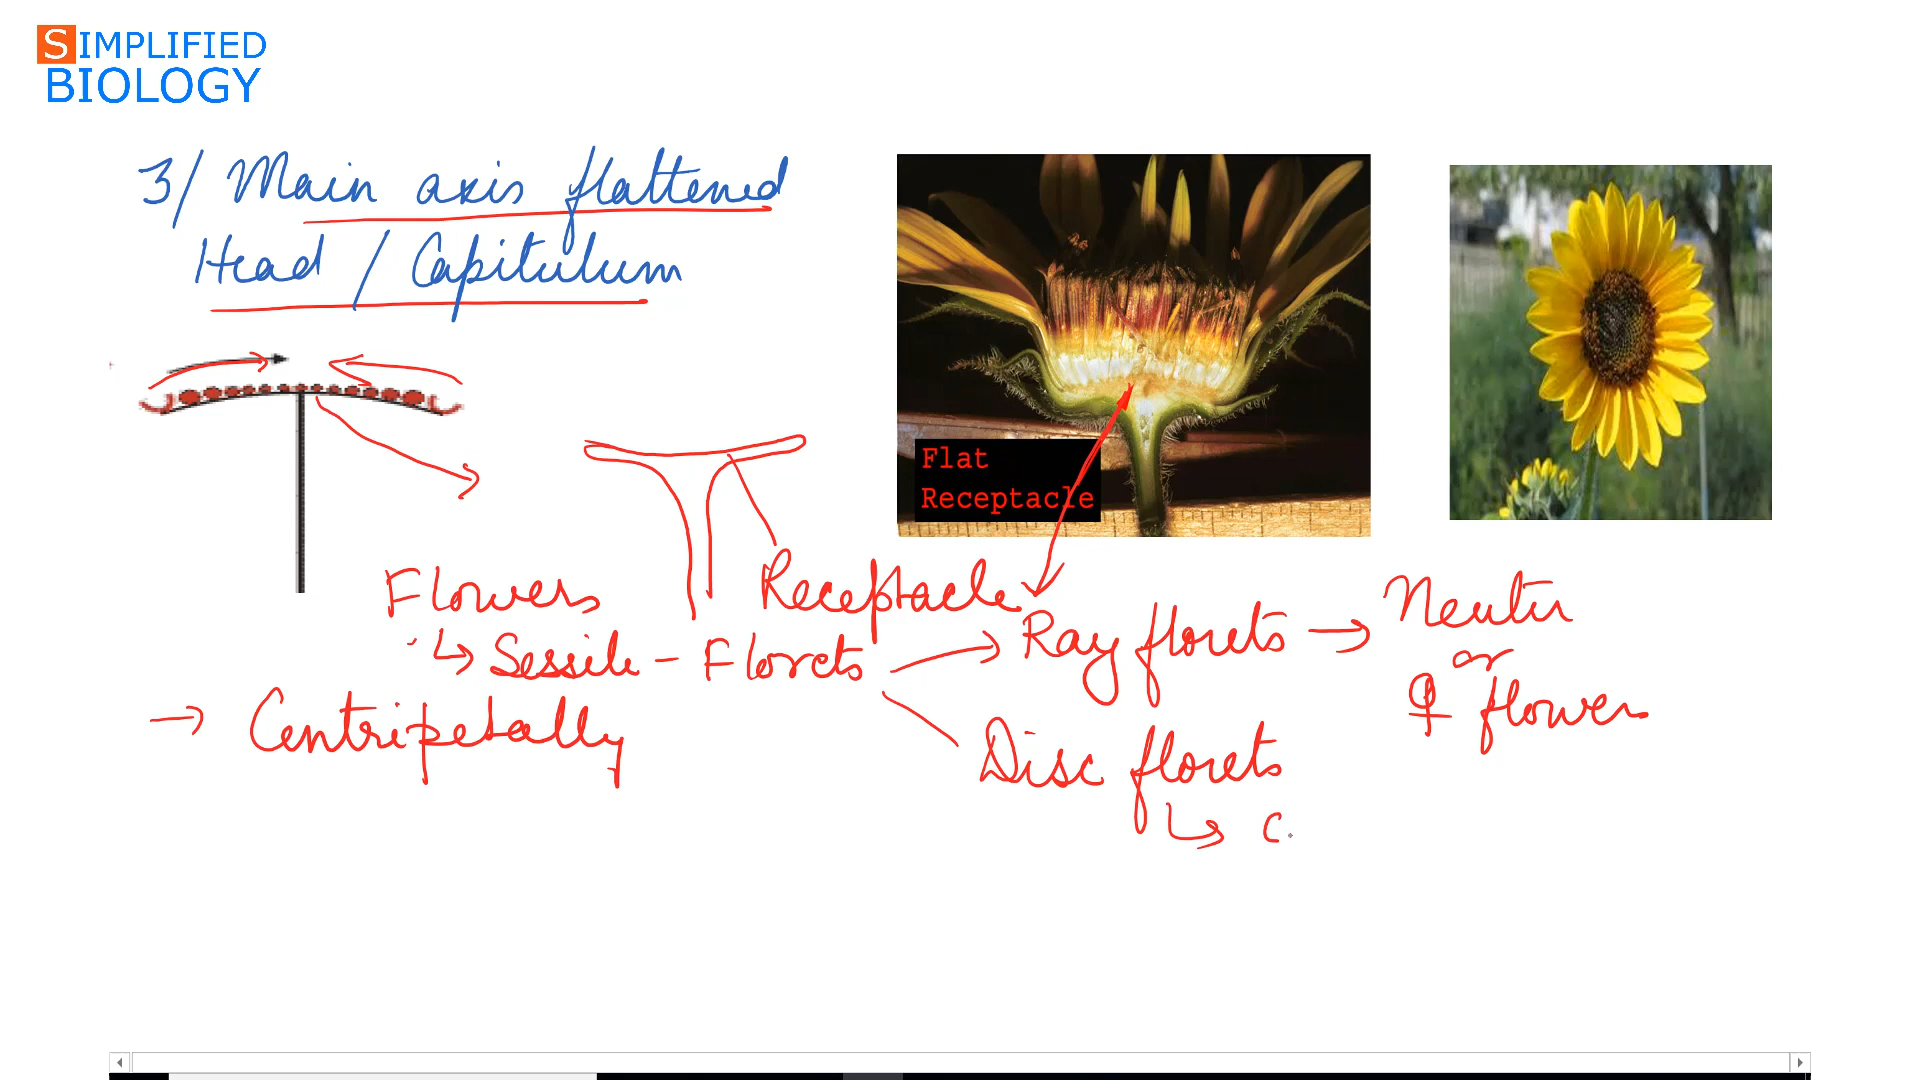 SIMPLIFIED
BIOLOGY
3/ Main axis flattened
Head / Capitulum
Flat
Receptacle
Receptacle
Flowers
↳ Sessile - Florets → Ray florets → Neuter
or
♀ flower
→ Centripetally
Disc florets
↳ c